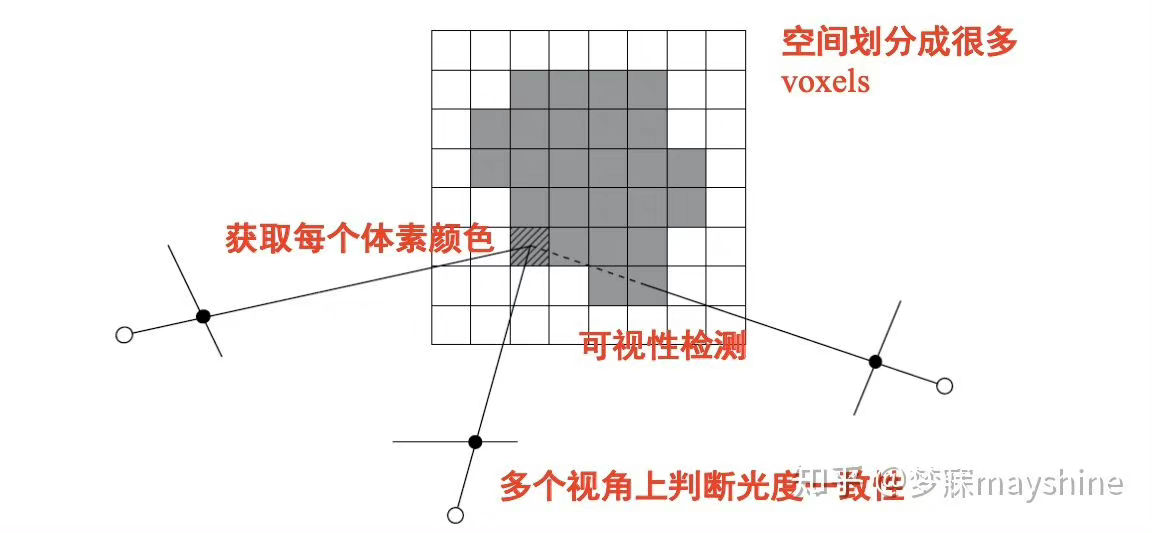 空间划分成很多
voxels
获取每个体素颜色
可视性检测
多个视角上判断光度一致性
知乎 @梦寐mayshine